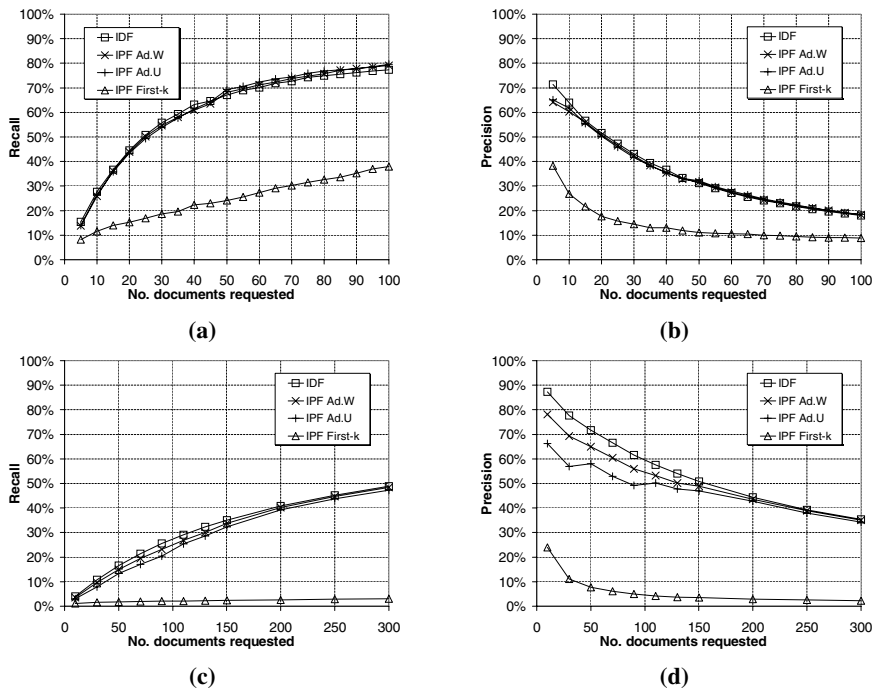 100%
90%
80%
70%
60%
50%
40%
30%
20%
10%
0%
Recall
IDF
IPF Ad.W
IPF Ad.U
IPF First-k
0 10 20 30 40 50 60 70 80 90 100
No. documents requested
(a)
100%
90%
80%
70%
60%
50%
40%
30%
20%
10%
0%
Precision
IDF
IPF Ad.W
IPF Ad.U
IPF First-k
0 10 20 30 40 50 60 70 80 90 100
No. documents requested
(b)
100%
90%
80%
70%
60%
50%
40%
30%
20%
10%
0%
Recall
IDF
IPF Ad.W
IPF Ad.U
IPF First-k
0 50 100 150 200 250 300
No. documents requested
(c)
100%
90%
80%
70%
60%
50%
40%
30%
20%
10%
0%
Precision
IDF
IPF Ad.W
IPF Ad.U
IPF First-k
0 50 100 150 200 250 300
No. documents requested
(d)